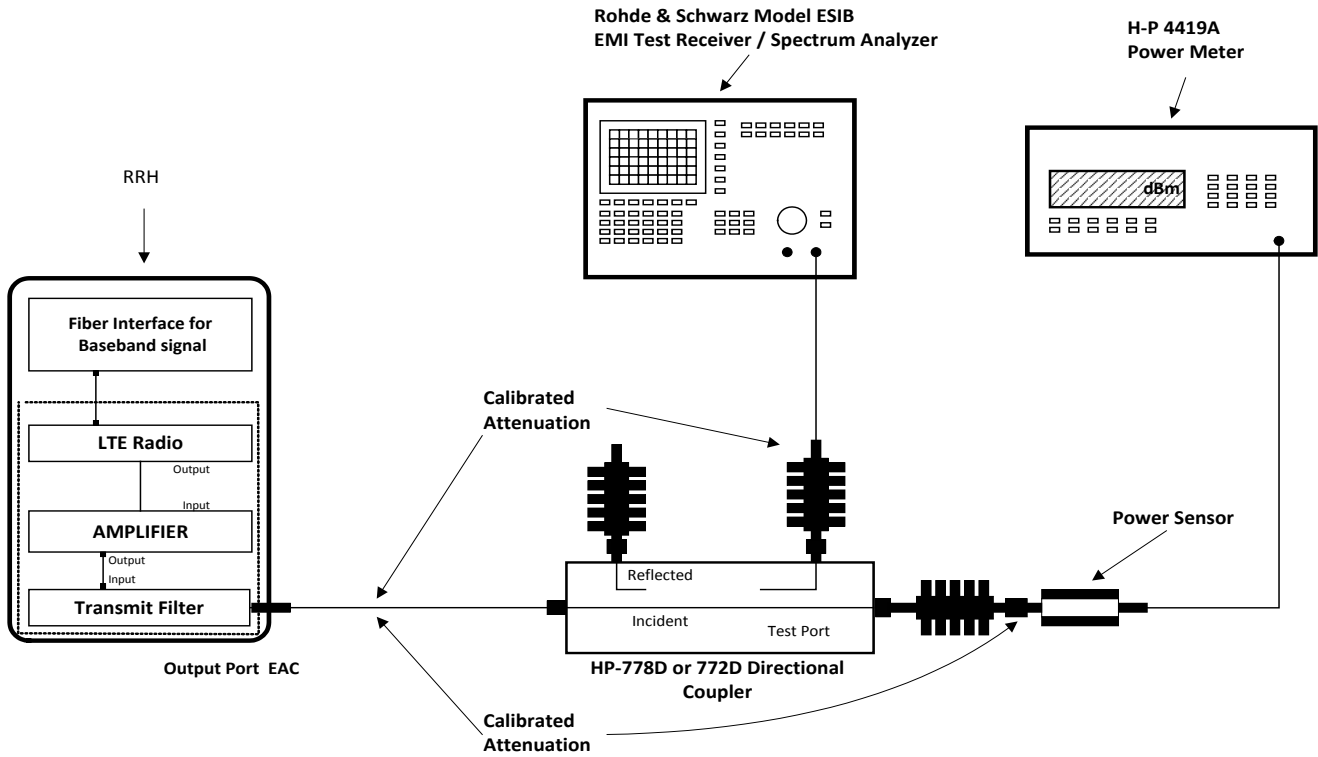 Rohde & Schwarz Model ESIB
EMI Test Receiver / Spectrum Analyzer
H-P 4419A
Power Meter
dBm
RRH
Fiber Interface for
Baseband signal
LTE Radio
Output
Input
AMPLIFIER
Output
Input
Transmit Filter
Output Port  EAC
Calibrated
Attenuation
Reflected
Incident
Test Port
HP-778D or 772D Directional
Coupler
Power Sensor
Calibrated
Attenuation